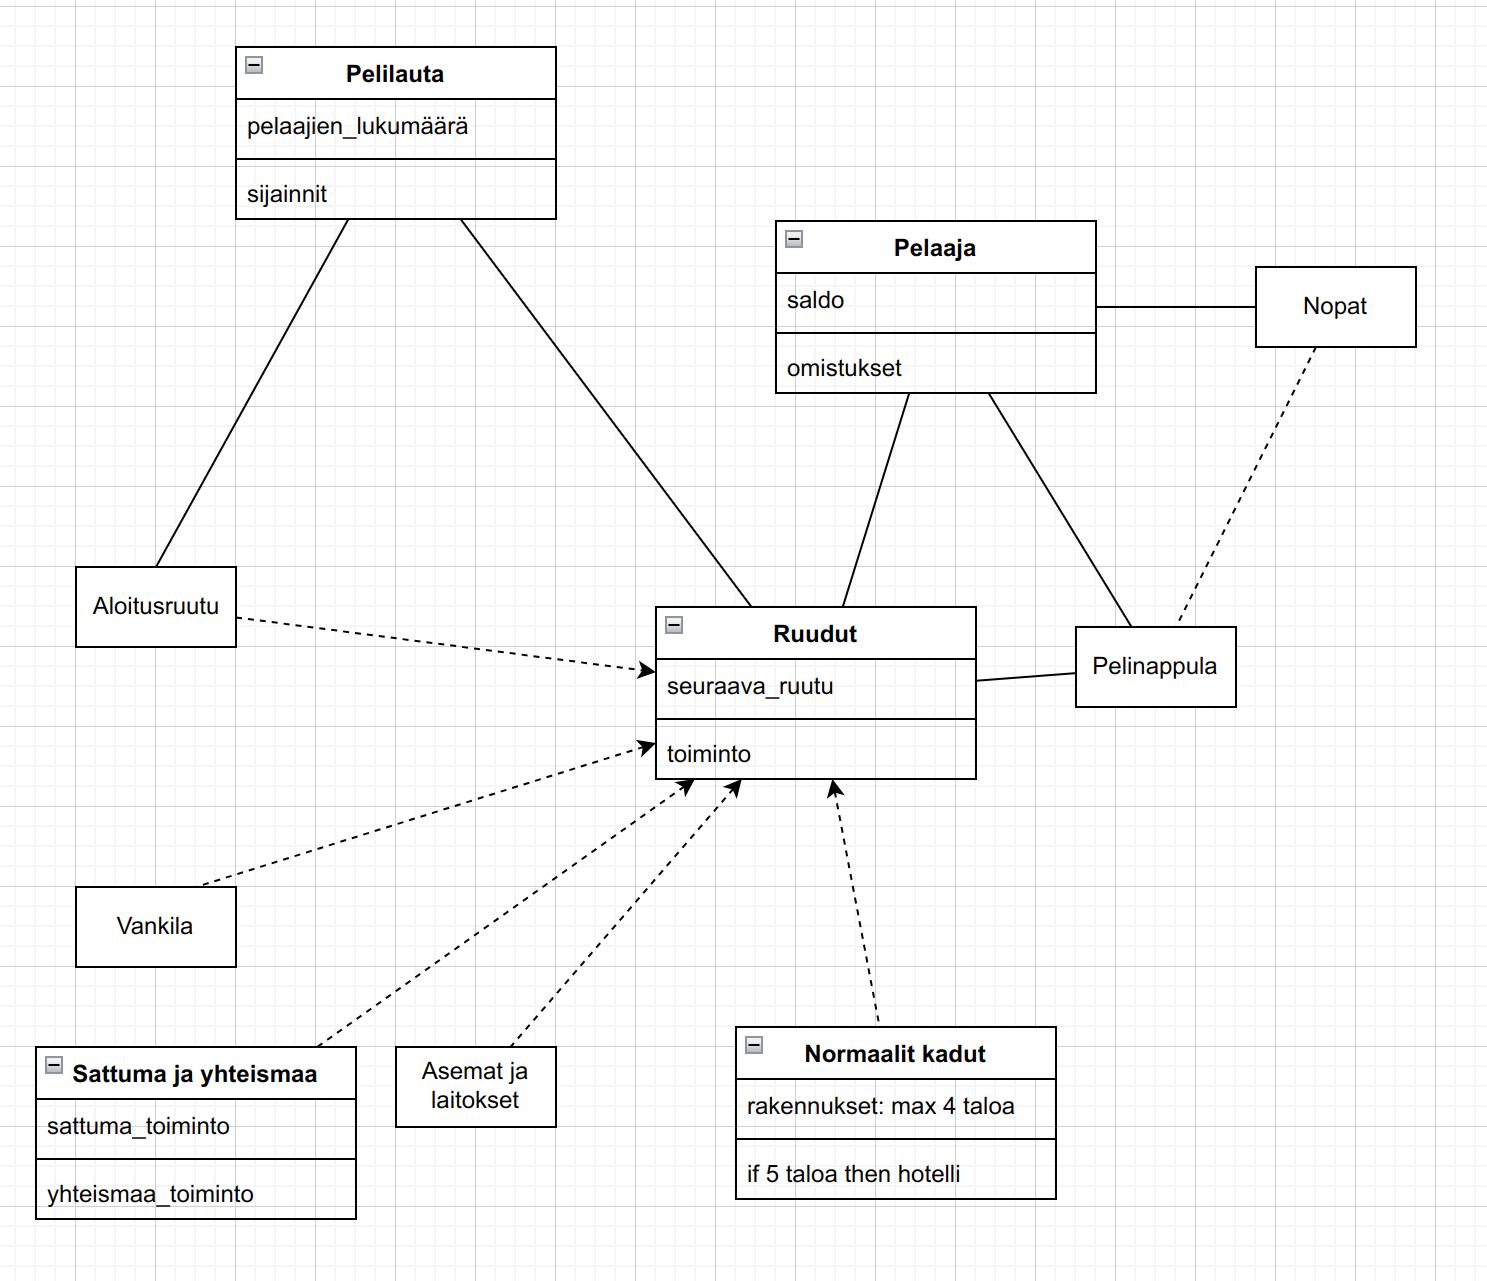 Pelilauta
pelaajien_lukumäärä
sijainnit
Pelaaja
saldo
omistukset
Nopat
Aloitusruutu
Ruudut
seuraava_ruutu
toiminto
Pelinappula
Vankila
Sattuma ja yhteismaa
sattuma_toiminto
yhteismaa_toiminto
Asemat ja
laitokset
Normaalit kadut
rakennukset: max 4 taloa
if 5 taloa then hotelli